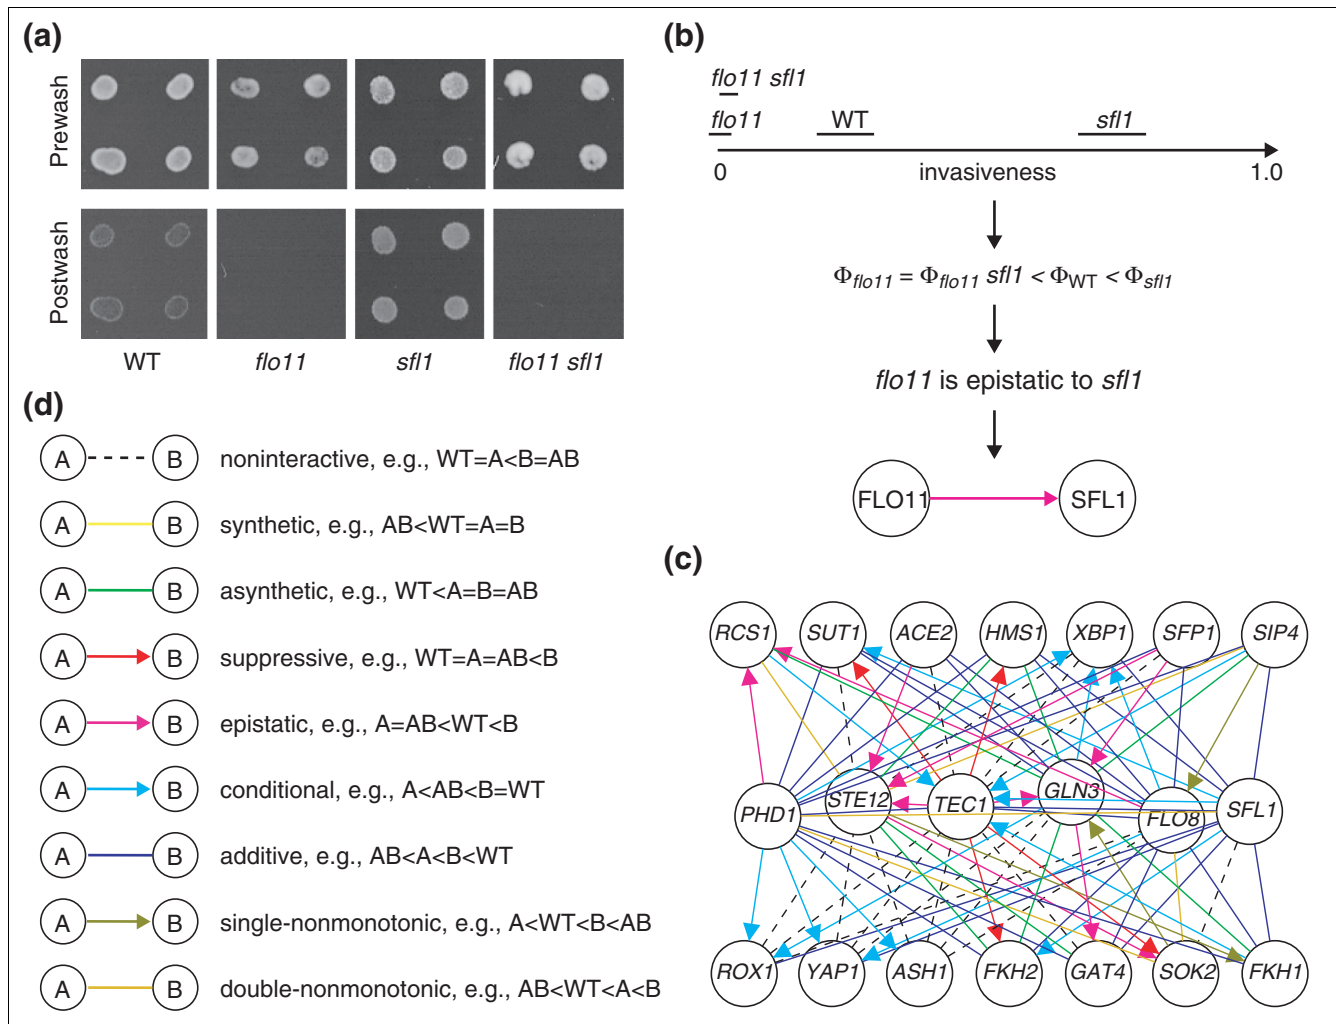 (a)
Prewash
Postwash
WT
flo11
sfl1
flo11 sfl1
(b)
flo11 sfl1
flo11
WT
sfl1
0
invasiveness
1.0
Φflo11 = Φflo11 sfl1 < ΦWT < Φsfl1
flo11 is epistatic to sfl1
FLO11
SFL1
(d)
A B noninteractive, e.g., WT=A<B=AB
A B synthetic, e.g., AB<WT=A=B
A B asynthetic, e.g., WT<A=B=AB
A B suppressive, e.g., WT=A=AB<B
A B epistatic, e.g., A=AB<WT<B
A B conditional, e.g., A<AB<B=WT
A B additive, e.g., AB<A<B<WT
A B single-nonmonotonic, e.g., A<WT<B<AB
A B double-nonmonotonic, e.g., AB<WT<A<B
(c)
RCS1 SUT1 ACE2 HMS1 XBP1 SFP1 SIP4
PHD1 STE12 TEC1 GLN3 FLO8 SFL1
ROX1 YAP1 ASH1 FKH2 GAT4 SOK2 FKH1